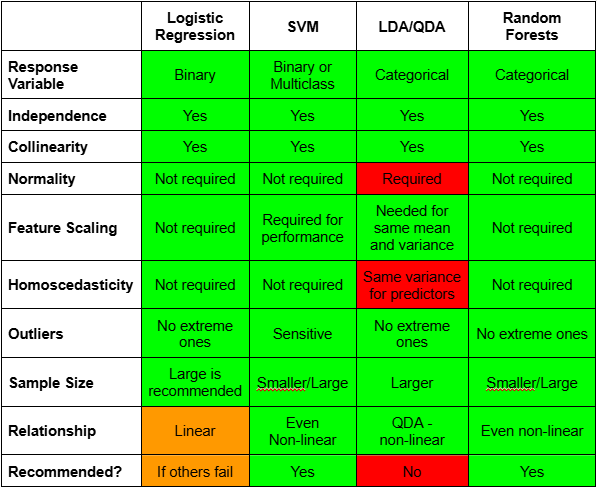 Logistic Regression SVM LDA/QDA Random Forests
Response Variable Binary Binary or Multiclass Categorical Categorical
Independence Yes Yes Yes Yes
Collinearity Yes Yes Yes Yes
Normality Not required Not required Required Not required
Feature Scaling Not required Required for performance Needed for same mean and variance Not required
Homoscedasticity Not required Not required Same variance for predictors Not required
Outliers No extreme ones Sensitive No extreme ones No extreme ones
Sample Size Large is recommended Smaller/Large Larger Smaller/Large
Relationship Linear Even Non-linear QDA - non-linear Even non-linear
Recommended? If others fail Yes No Yes